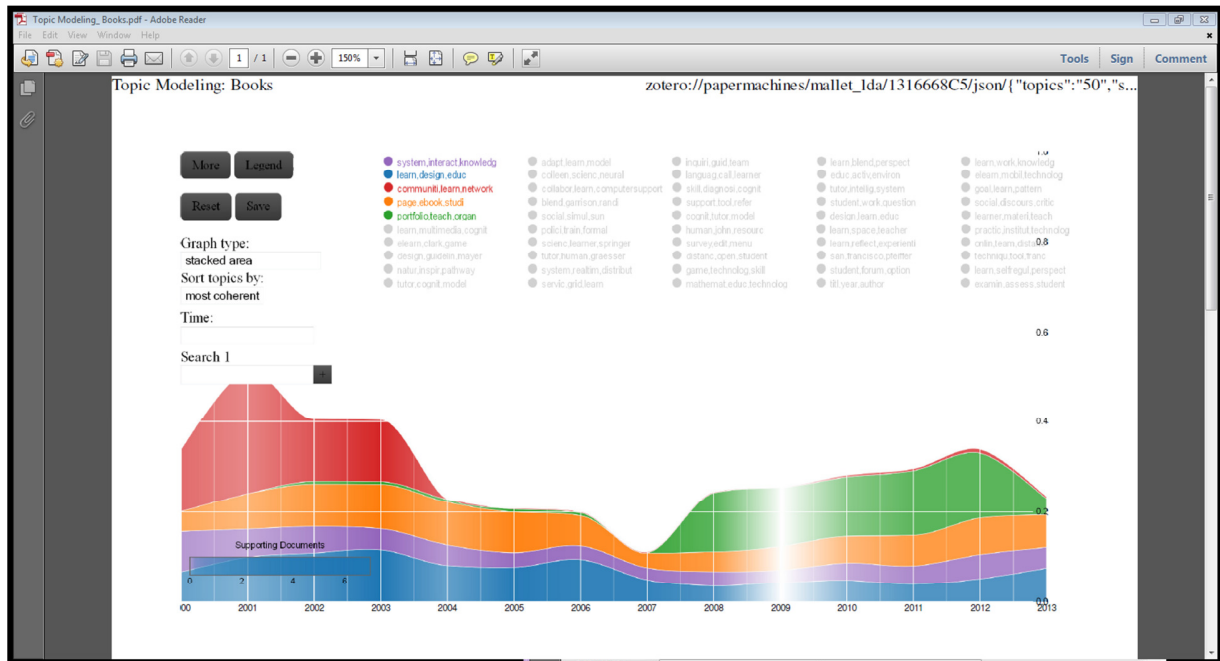 Topic Modeling_ Books.pdf - Adobe Reader
File Edit View Window Help
1 / 1 150% Tools Sign Comment
Topic Modeling: Books zotero://papermachines/mallet_lda/1316668C5/json/{"topics":"50","s...
More Legend
Reset Save
Graph type:
stacked area
Sort topics by:
most coherent
Time:
Search 1
+
system,interact,knowledg
learn,design,educ
communiti,learn,network
page,ebook,studi
portfolio,teach,organ
learn,multimedia,cognit
elearn,clark,game
design,guidelin,mayer
natur,inspir,pathway
tutor,cognit,model
adapt,learn,model
colleen,scienc,neural
collabor,learn,computersupport
blend,garrison,randi
social,simul,sun
polici,train,formal
scienc,learner,springer
tutor,human,graesser
system,realtim,distribut
servic,grid,learn
inquiri,guid,team
languag,call,learner
skill,diagnosi,cognit
support,tool,refer
cognit,tutor,model
human,john,resourc
survey,edit,menu
distanc,open,student
game,technolog,skill
mathemat,educ,technolog
learn,blend,perspect
educ,activ,environ
tutor,intellig,system
student,work,question
design,learn,educ
learn,space,teacher
learn,reflect,experienti
san,francisco,pfeiffer
student,forum,option
titl,year,author
learn,work,knowledg
elearn,mobil,technolog
goal,learn,pattern
social,discours,critic
learner,materi,teach
practic,institut,technolog
onlin,team,distanc
techniqu,tool,franc
learn,selfregul,perspect
examin,assess,student
1.0
0.8
0.6
0.4
0.2
0.0
Supporting Documents
0 2 4 6
00 2001 2002 2003 2004 2005 2006 2007 2008 2009 2010 2011 2012 2013